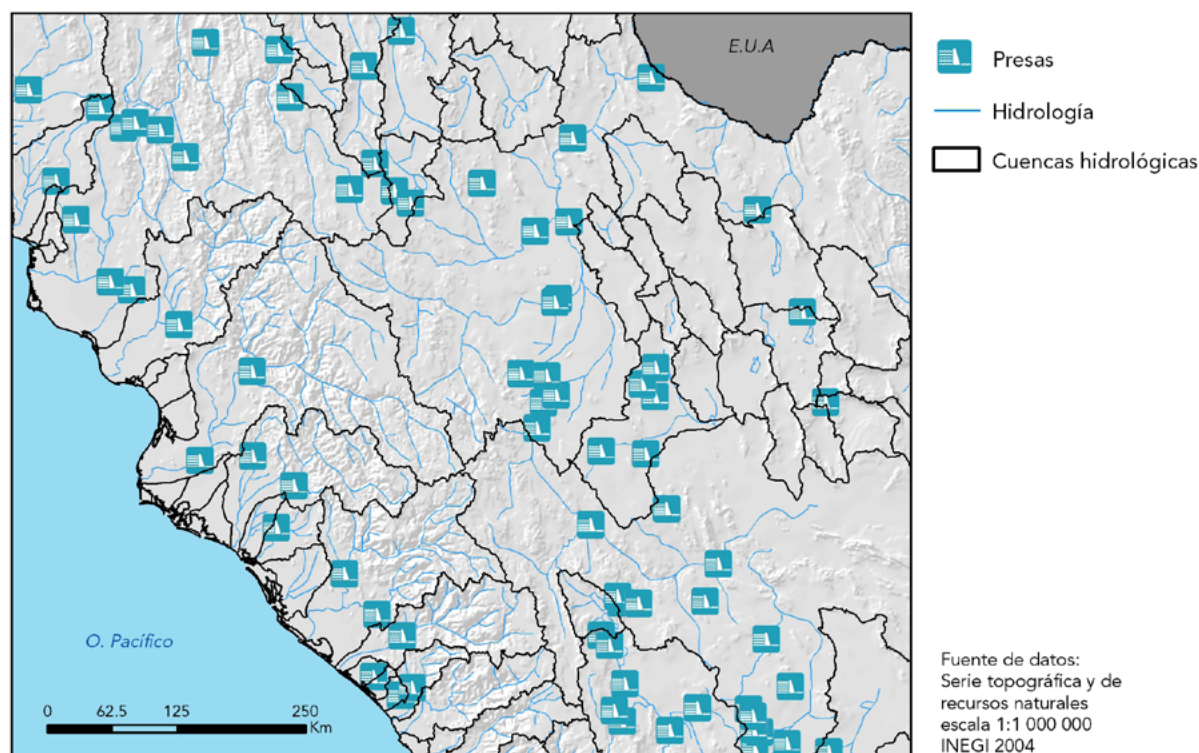 E.U.A
Presas
Hidrología
Cuencas hidrológicas
O. Pacífico
0 62.5 125 250
Km
Fuente de datos:
Serie topográfica y de
recursos naturales
escala 1:1 000 000
INEGI 2004